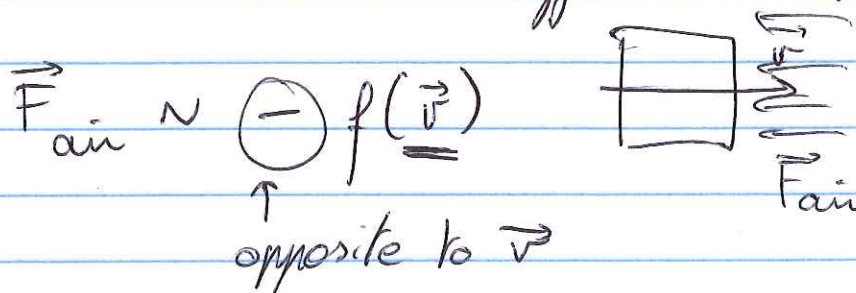 F⃗air ~ ⊖ f(v⃗)
↑
opposite to v⃗
v⃗
F⃗air